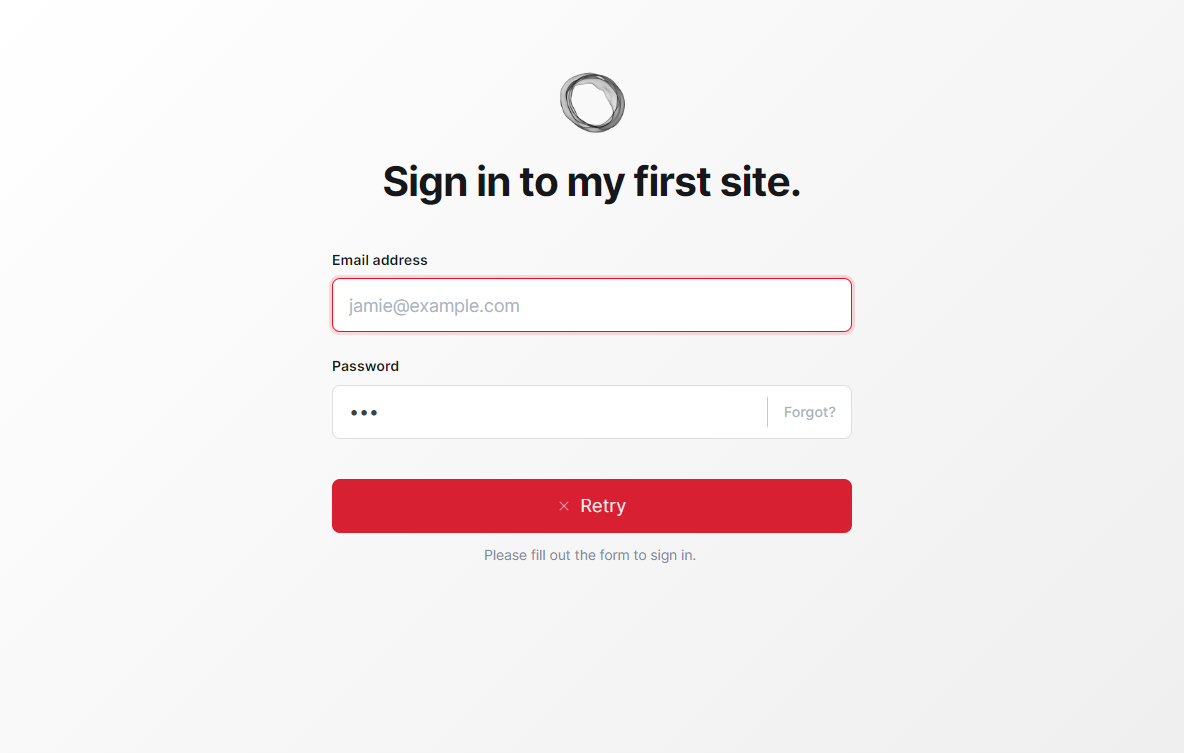 Sign in to my first site.
Email address
jamie@example.com
Password
•••
Forgot?
× Retry
Please fill out the form to sign in.